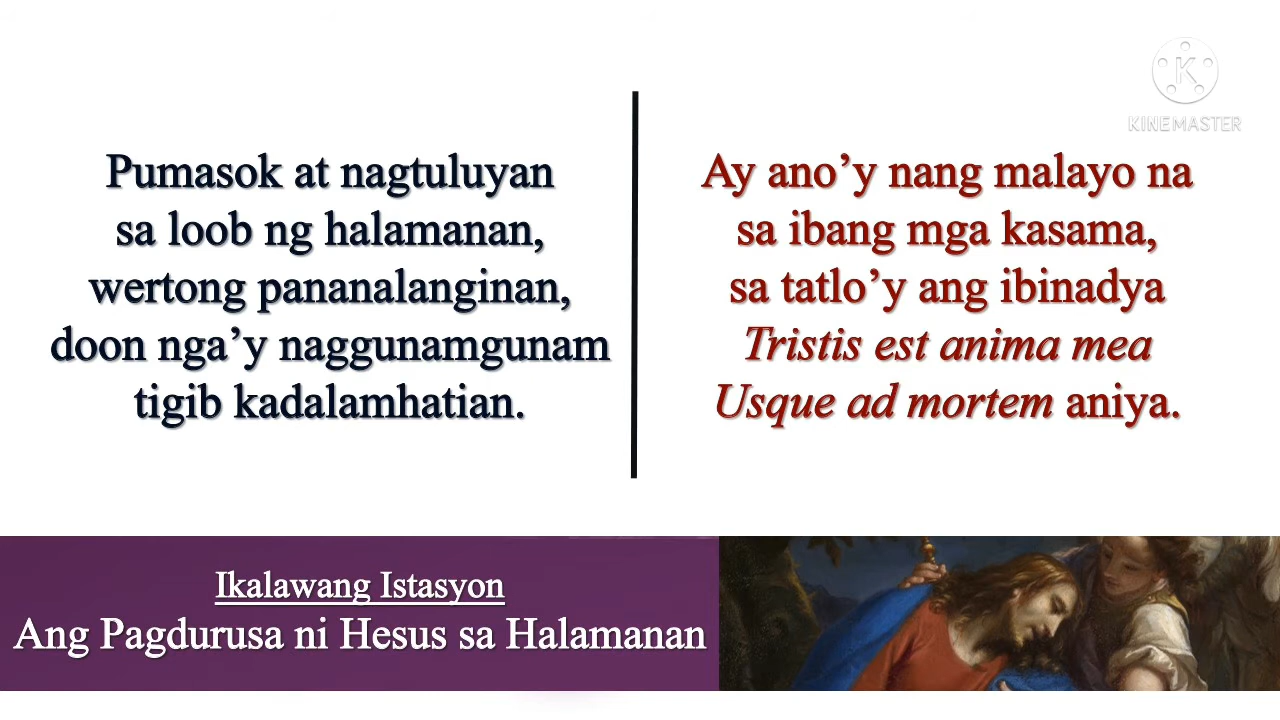 Pumasok at nagtuluyan
sa loob ng halamanan,
wertong pananalanginan,
doon nga’y naggunamgunam
tigib kadalamhatian.
Ay ano’y nang malayo na
sa ibang mga kasama,
sa tatlo’y ang ibinadya
Tristis est anima mea
Usque ad mortem aniya.
Ikalawang Istasyon
Ang Pagdurusa ni Hesus sa Halamanan
K
KINEMASTER